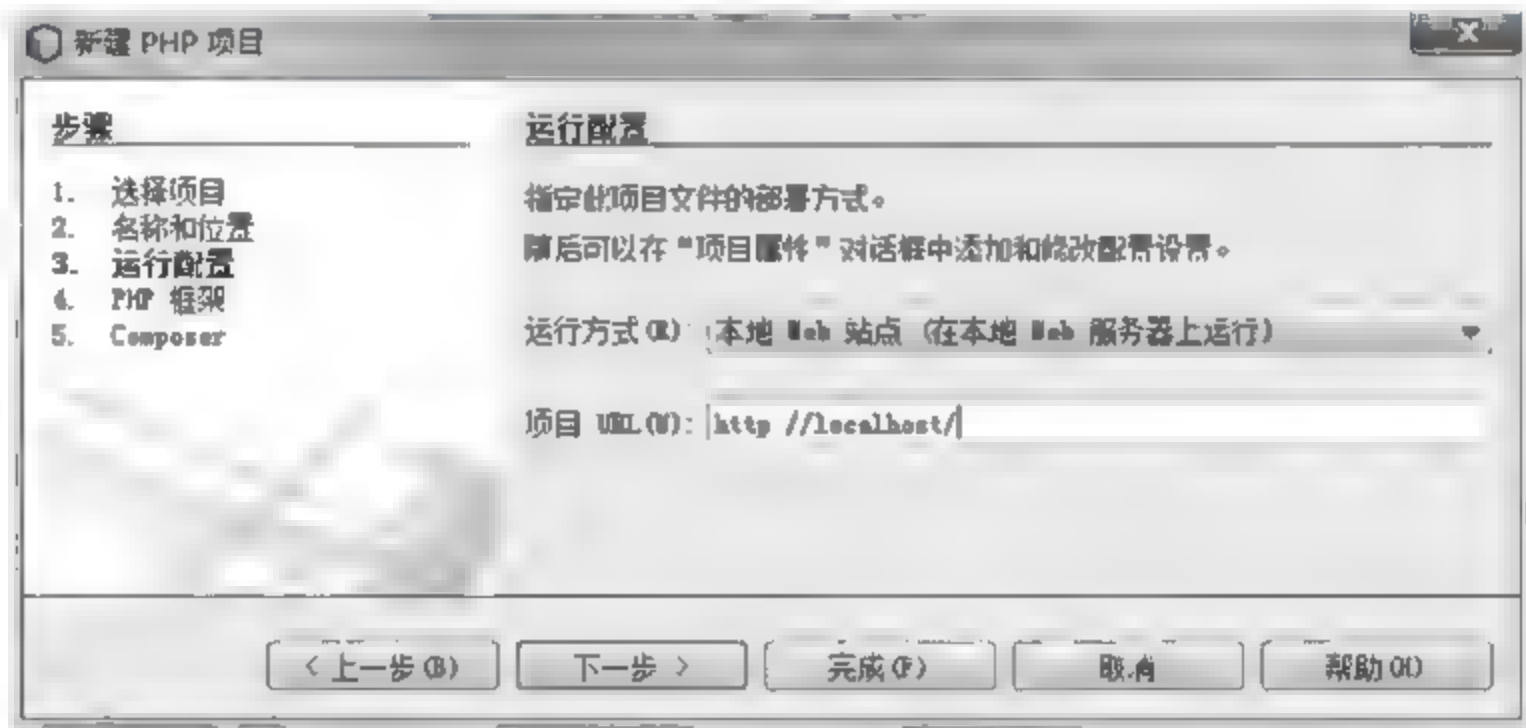 新建 PHP 项目
步骤
1. 选择项目
2. 名称和位置
3. 运行配置
4. PHP 框架
5. Composer
运行配置
指定此项目文件的部署方式。
随后可以在"项目属性"对话框中添加和修改配置设置。
运行方式(R): 本地 Web 站点 (在本地 Web 服务器上运行)
项目 URL(U): http://localhost/
< 上一步(B)
下一步 >
完成(F)
取消
帮助(H)